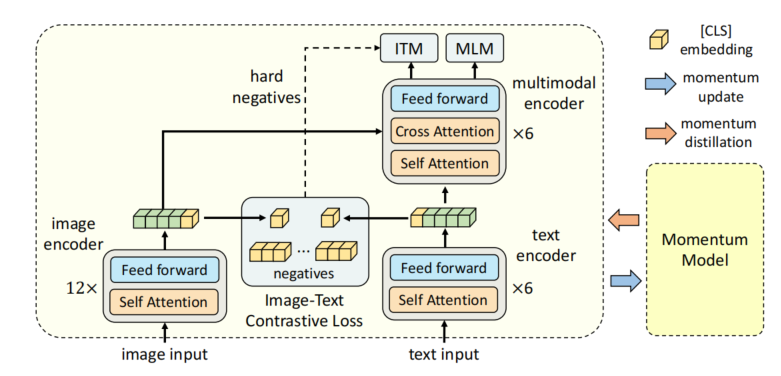 ITM
MLM
hard
negatives
multimodal
encoder
Feed forward
Cross Attention
Self Attention
×6
image
encoder
12×
Feed forward
Self Attention
image input
...
negatives
Image-Text
Contrastive Loss
text
encoder
Feed forward
Self Attention
×6
text input
[CLS]
embedding
momentum
update
momentum
distillation
Momentum
Model